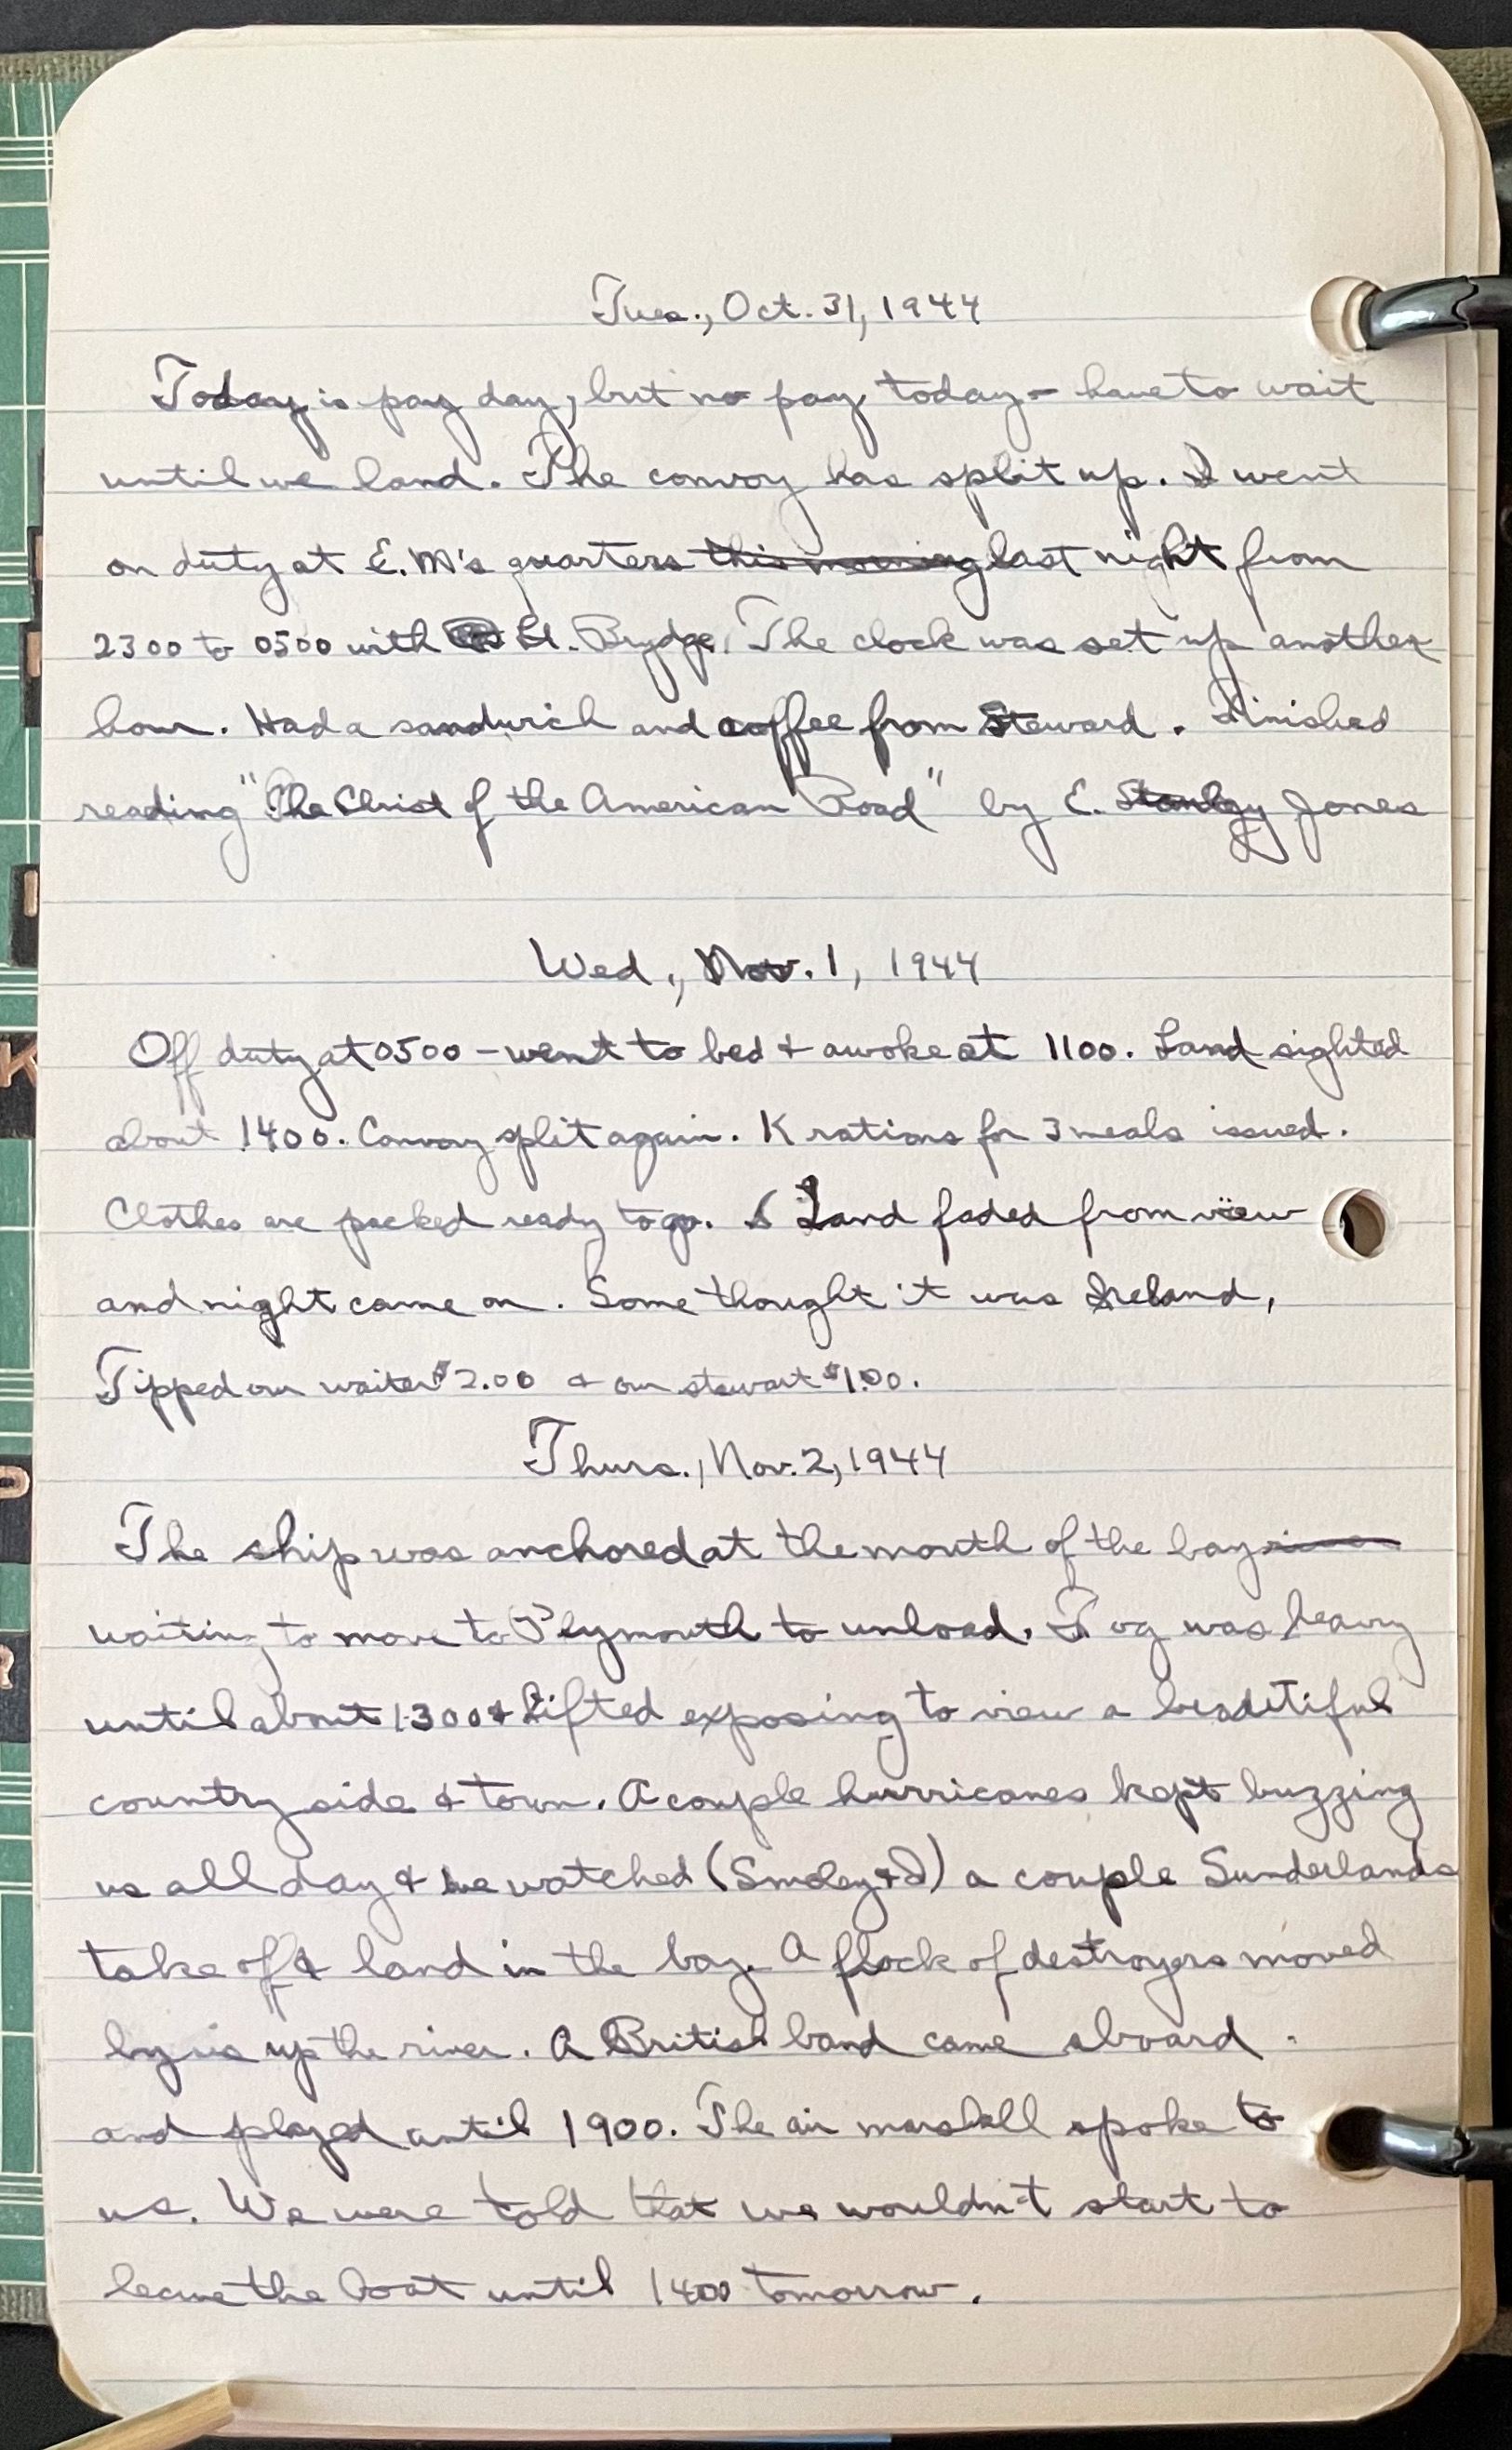 Tues., Oct. 31, 1944
Today is pay day, but no pay today - have to wait
until we land. The convoy has split up. I went
on duty at E.M's quarters this morning last night from
2300 to 0500 with Lt. Brydge. The clock was set up another
hour. Had a sandwich and coffee from Steward. Finished
reading "The Christ of the American Road" by E. Stanley Jones
Wed., Nov. 1, 1944
Off duty at 0500 - went to bed & awoke at 1100. Land sighted
about 1400. Convoy split again. K rations for 3 meals issued.
Clothes are packed ready to go. Land faded from view
and night came on. Some thought it was Ireland,
Tipped our waiter $2.00 & our stewart $1.00.
Thurs., Nov. 2, 1944
The ship was anchored at the mouth of the bay
waiting to move to Plymouth to unload. Fog was heavy
until about 1300 & lifted exposing to view a beautiful
country side & town. A couple hurricanes kept buzzing
us all day & we watched (Smoley & I) a couple Sunderlands
take off & land in the bay. A flock of destroyers moved
by us up the river. A British band came aboard
and played until 1900. The air marshall spoke to
us. We were told that we wouldn't start to
leave the boat until 1400 tomorrow.